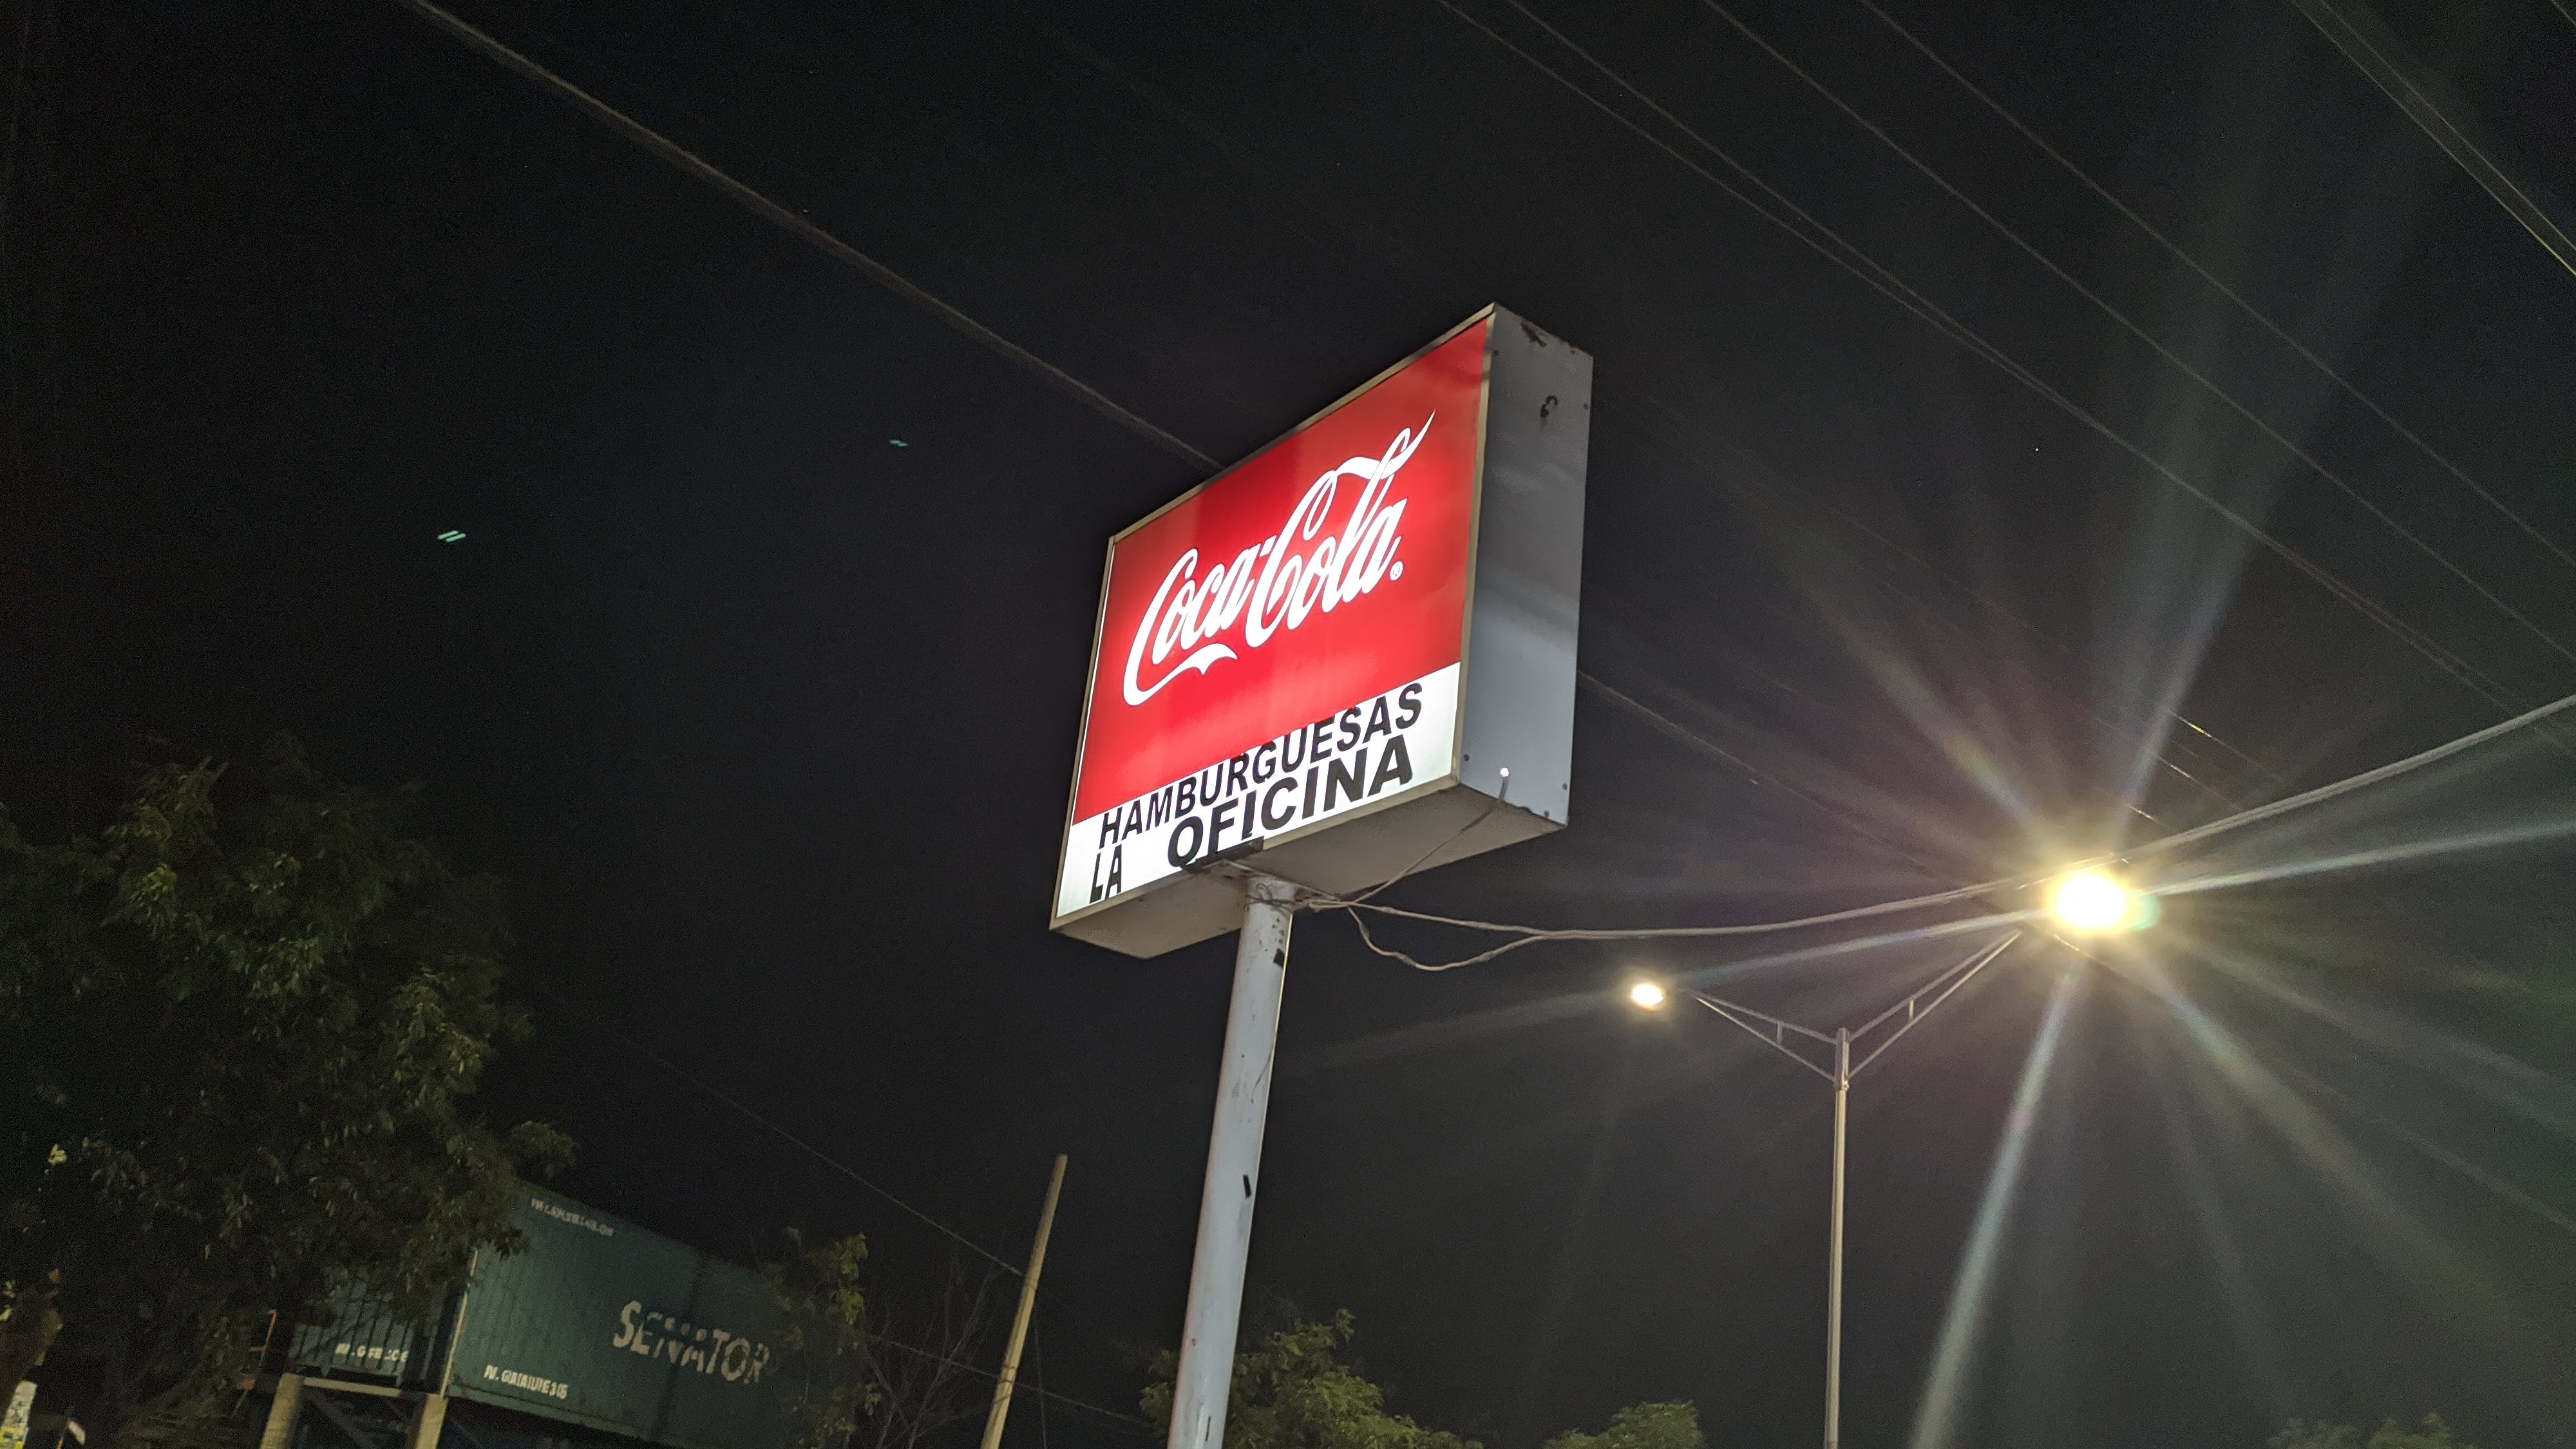 Coca-Cola®
HAMBURGUESAS
LA OFICINA
SENATOR